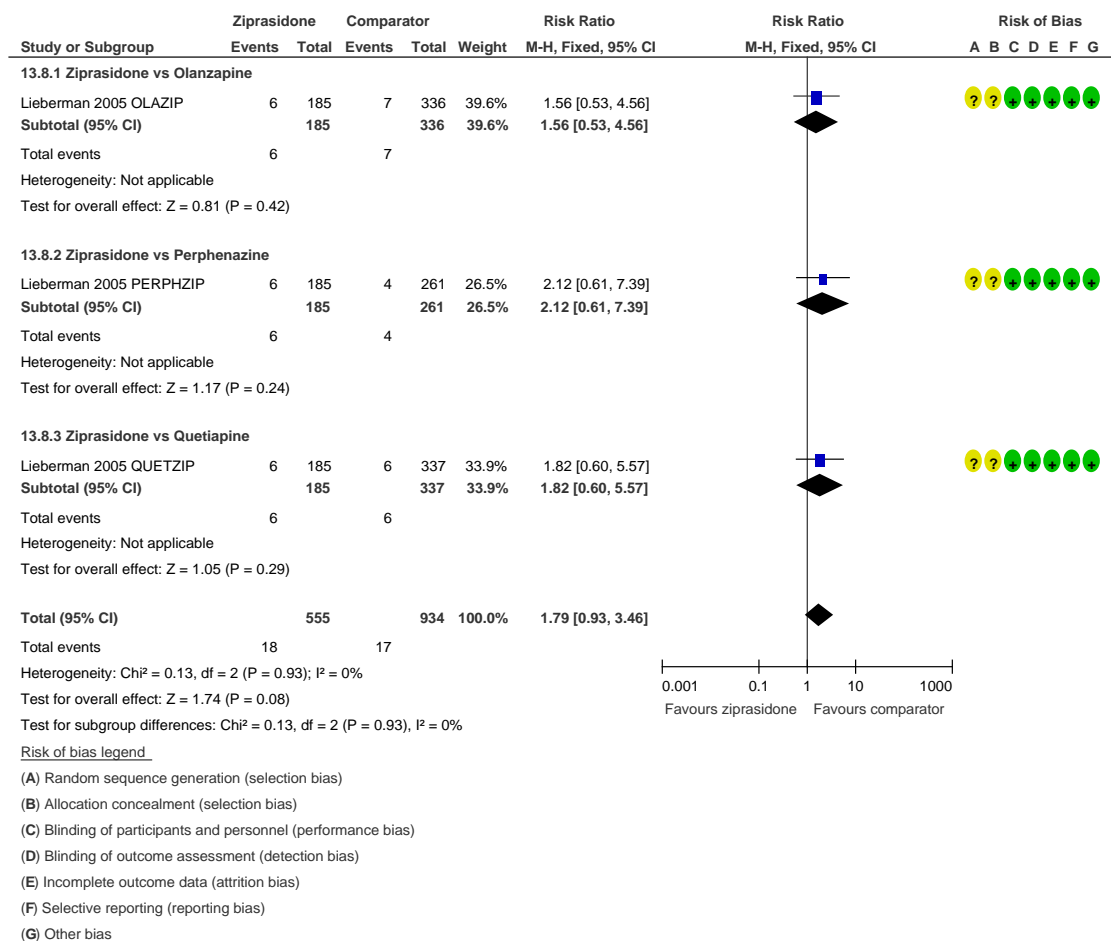 Ziprasidone Comparator Risk Ratio Risk Ratio Risk of Bias
Study or Subgroup Events Total Events Total Weight M-H, Fixed, 95% CI M-H, Fixed, 95% CI A B C D E F G
13.8.1 Ziprasidone vs Olanzapine
Lieberman 2005 OLAZIP 6 185 7 336 39.6% 1.56 [0.53, 4.56] ? ? + + + + +
Subtotal (95% CI) 185 336 39.6% 1.56 [0.53, 4.56]
Total events 6 7
Heterogeneity: Not applicable
Test for overall effect: Z = 0.81 (P = 0.42)
13.8.2 Ziprasidone vs Perphenazine
Lieberman 2005 PERPHZIP 6 185 4 261 26.5% 2.12 [0.61, 7.39] ? ? + + + + +
Subtotal (95% CI) 185 261 26.5% 2.12 [0.61, 7.39]
Total events 6 4
Heterogeneity: Not applicable
Test for overall effect: Z = 1.17 (P = 0.24)
13.8.3 Ziprasidone vs Quetiapine
Lieberman 2005 QUETZIP 6 185 6 337 33.9% 1.82 [0.60, 5.57] ? ? + + + + +
Subtotal (95% CI) 185 337 33.9% 1.82 [0.60, 5.57]
Total events 6 6
Heterogeneity: Not applicable
Test for overall effect: Z = 1.05 (P = 0.29)
Total (95% CI) 555 934 100.0% 1.79 [0.93, 3.46]
Total events 18 17
Heterogeneity: Chi² = 0.13, df = 2 (P = 0.93); I² = 0%
Test for overall effect: Z = 1.74 (P = 0.08)
Test for subgroup differences: Chi² = 0.13, df = 2 (P = 0.93), I² = 0%
0.001 0.1 1 10 1000
Favours ziprasidone Favours comparator
Risk of bias legend
(A) Random sequence generation (selection bias)
(B) Allocation concealment (selection bias)
(C) Blinding of participants and personnel (performance bias)
(D) Blinding of outcome assessment (detection bias)
(E) Incomplete outcome data (attrition bias)
(F) Selective reporting (reporting bias)
(G) Other bias